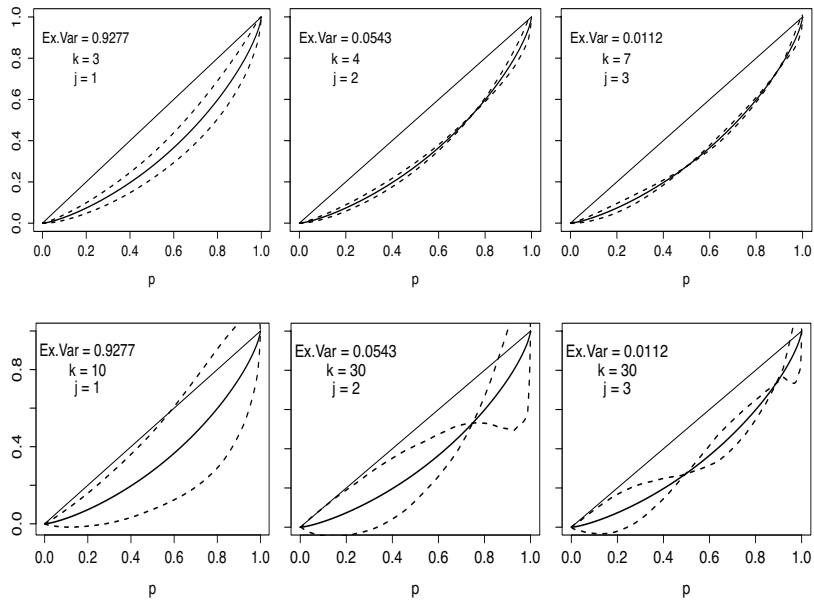 Ex.Var = 0.9277
k = 3
j = 1
0.0 0.2 0.4 0.6 0.8 1.0
0.0 0.2 0.4 0.6 0.8 1.0
p
Ex.Var = 0.0543
k = 4
j = 2
0.0 0.2 0.4 0.6 0.8 1.0
p
Ex.Var = 0.0112
k = 7
j = 3
0.0 0.2 0.4 0.6 0.8 1.0
p
Ex.Var = 0.9277
k = 10
j = 1
0.0 0.4 0.8
0.0 0.2 0.4 0.6 0.8 1.0
p
Ex.Var = 0.0543
k = 30
j = 2
0.0 0.2 0.4 0.6 0.8 1.0
p
Ex.Var = 0.0112
k = 30
j = 3
0.0 0.2 0.4 0.6 0.8 1.0
p